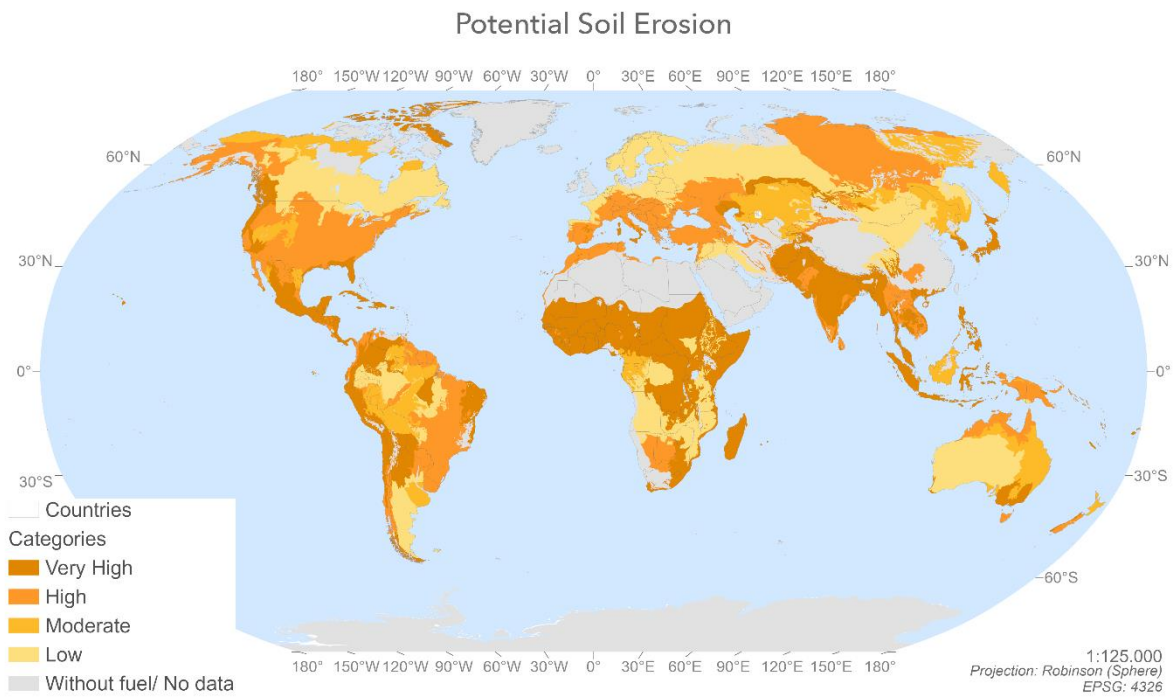 Potential Soil Erosion
180° 150°W 120°W 90°W 60°W 30°W 0° 30°E 60°E 90°E 120°E 150°E 180°
60°N 60°N
30°N 30°N
0° 0°
30°S 30°S
60°S
Countries
Categories
Very High
High
Moderate
Low
Without fuel/ No data
180° 150°W 120°W 90°W 60°W 30°W 0° 30°E 60°E 90°E 120°E 150°E 180°
1:125.000
Projection: Robinson (Sphere)
EPSG: 4326